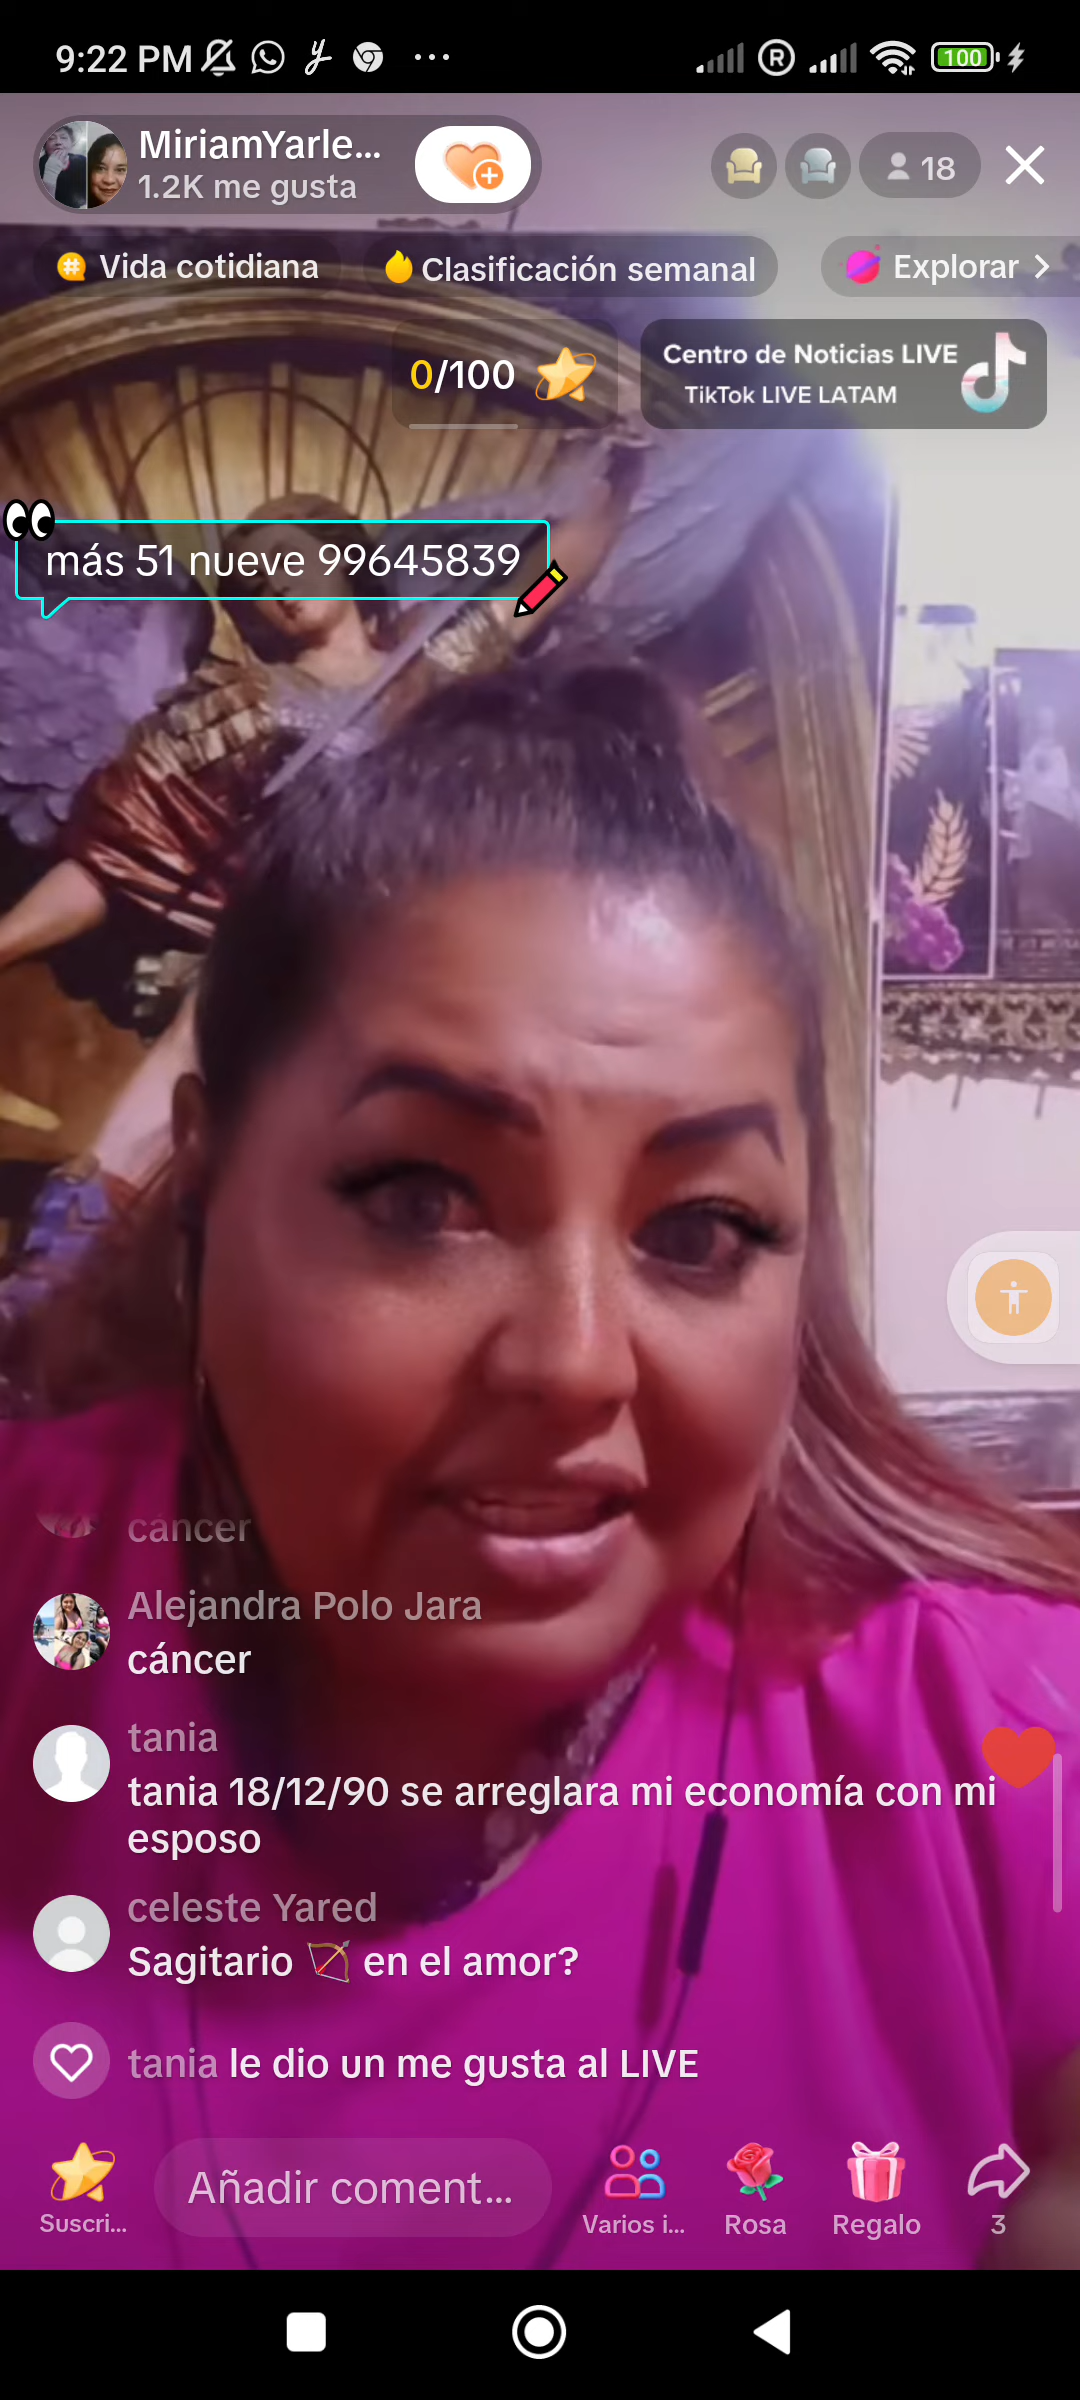 9:22 PM
100
MiriamYarle...
1.2K me gusta
18
Vida cotidiana
Clasificación semanal
Explorar >
0/100
Centro de Noticias LIVE
TikTok LIVE LATAM
más 51 nueve 99645839
cáncer
Alejandra Polo Jara
cáncer
tania
tania 18/12/90 se arreglara mi economía con mi
esposo
celeste Yared
Sagitario 🏹 en el amor?
tania le dio un me gusta al LIVE
Añadir coment...
Suscri...
Varios i...
Rosa
Regalo
3